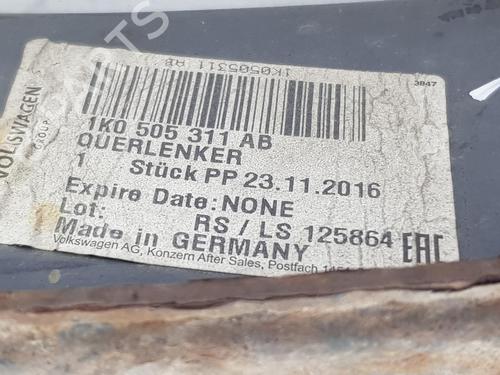 VOLKSWAGEN
GROUP
1K0505311 AB
3847
1K0 505 311 AB
QUERLENKER
1 Stück PP 23.11.2016
Expire Date: NONE
Lot: RS / LS 125864 EAC
Made in GERMANY
Volkswagen AG, Konzern After Sales, Postfach